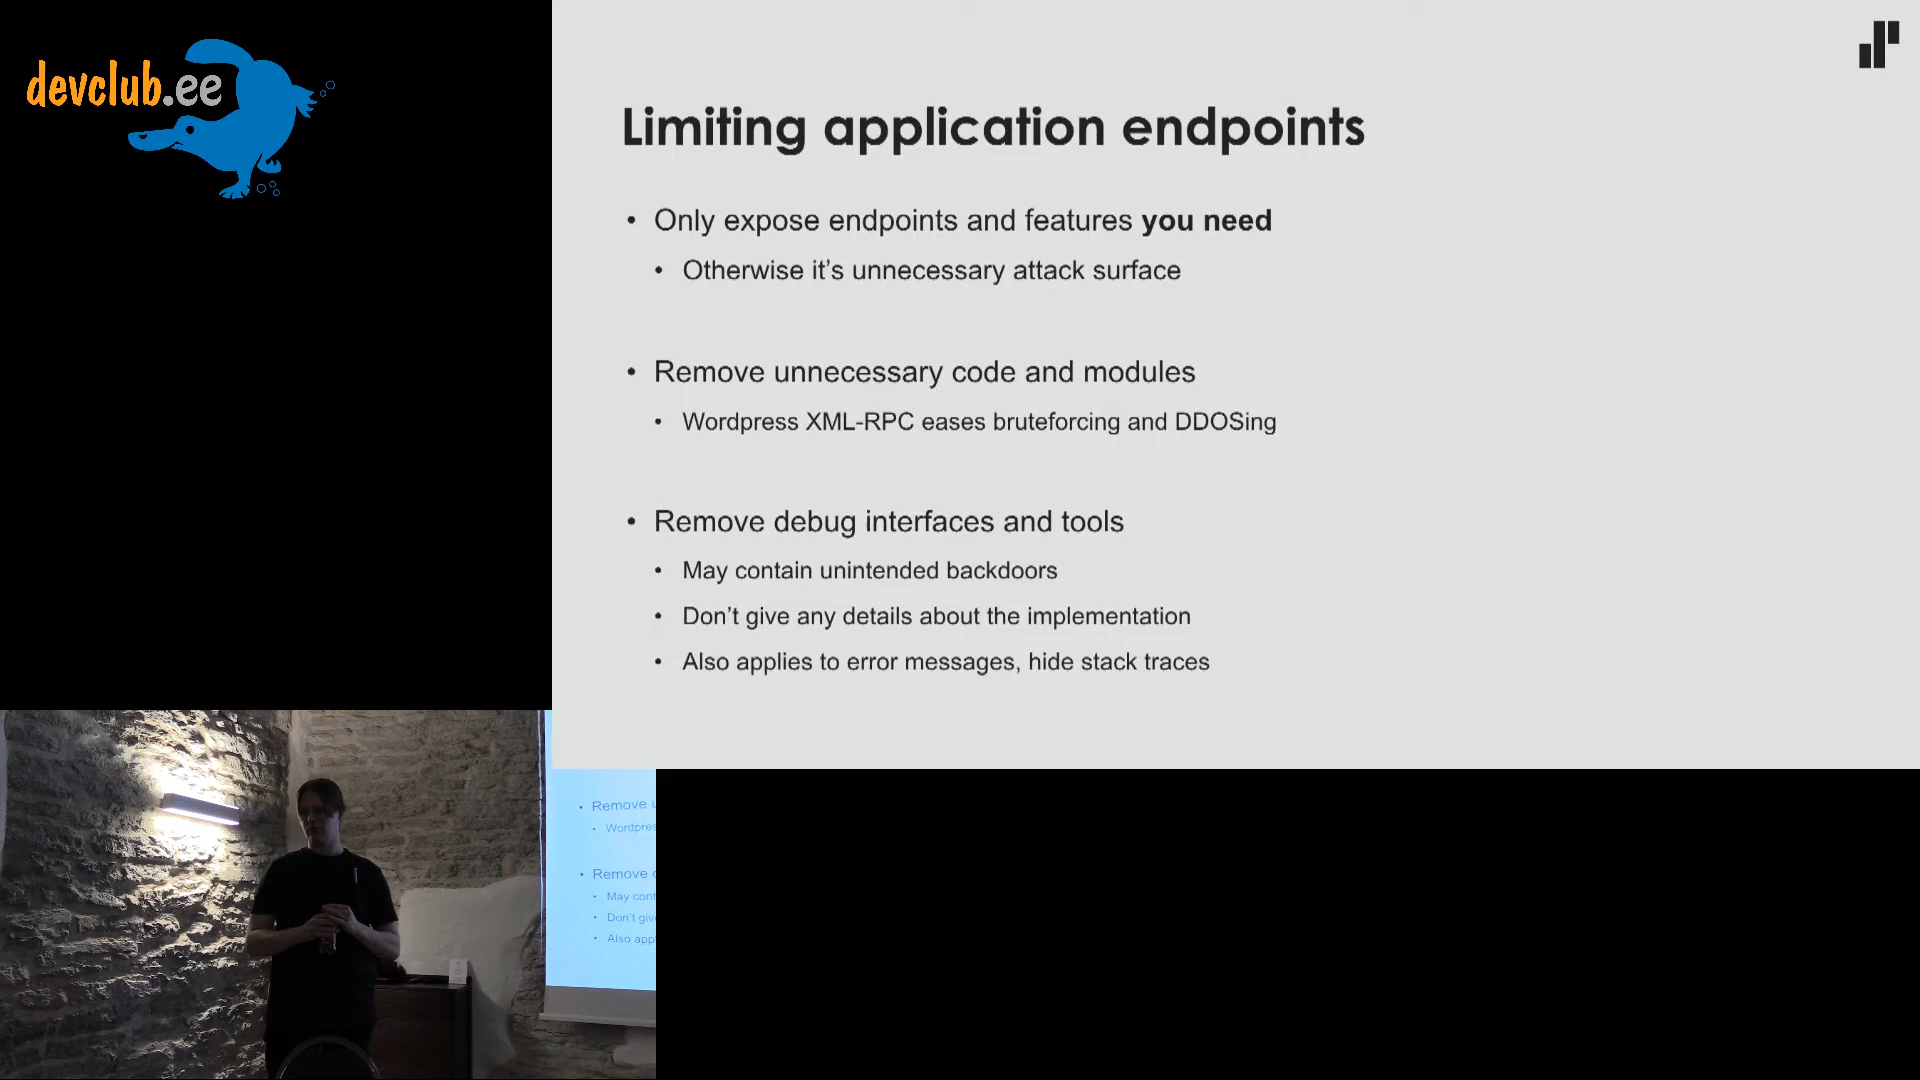 devclub.ee
Limiting application endpoints
• Only expose endpoints and features you need
• Otherwise it’s unnecessary attack surface
• Remove unnecessary code and modules
• Wordpress XML-RPC eases bruteforcing and DDOSing
• Remove debug interfaces and tools
• May contain unintended backdoors
• Don’t give any details about the implementation
• Also applies to error messages, hide stack traces
• Remove
• Wordpres
• Remove
• May cont
• Don't giv
• Also app